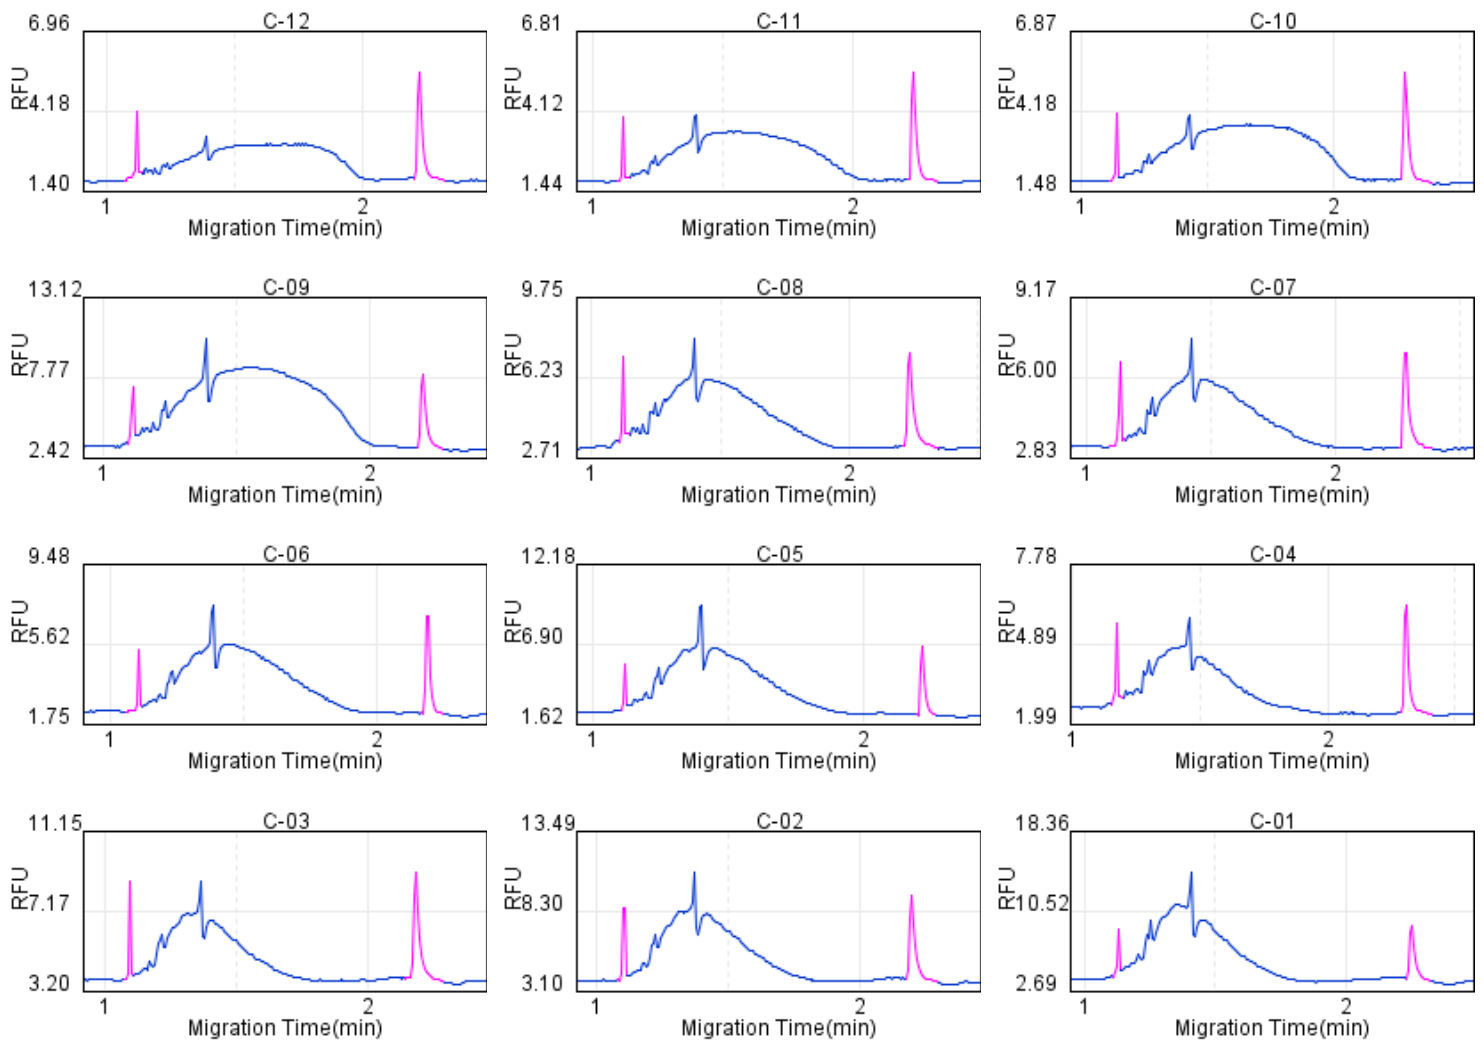 C-12
6.96
RFU
4.18
1.40
1
2
Migration Time(min)
C-11
6.81
RFU
4.12
1.44
1
2
Migration Time(min)
C-10
6.87
RFU
4.18
1.48
1
2
Migration Time(min)
C-09
13.12
RFU
7.77
2.42
1
2
Migration Time(min)
C-08
9.75
RFU
6.23
2.71
1
2
Migration Time(min)
C-07
9.17
RFU
6.00
2.83
1
2
Migration Time(min)
C-06
9.48
RFU
5.62
1.75
1
2
Migration Time(min)
C-05
12.18
RFU
6.90
1.62
1
2
Migration Time(min)
C-04
7.78
RFU
4.89
1.99
1
2
Migration Time(min)
C-03
11.15
RFU
7.17
3.20
1
2
Migration Time(min)
C-02
13.49
RFU
8.30
3.10
1
2
Migration Time(min)
C-01
18.36
RFU
10.52
2.69
1
2
Migration Time(min)